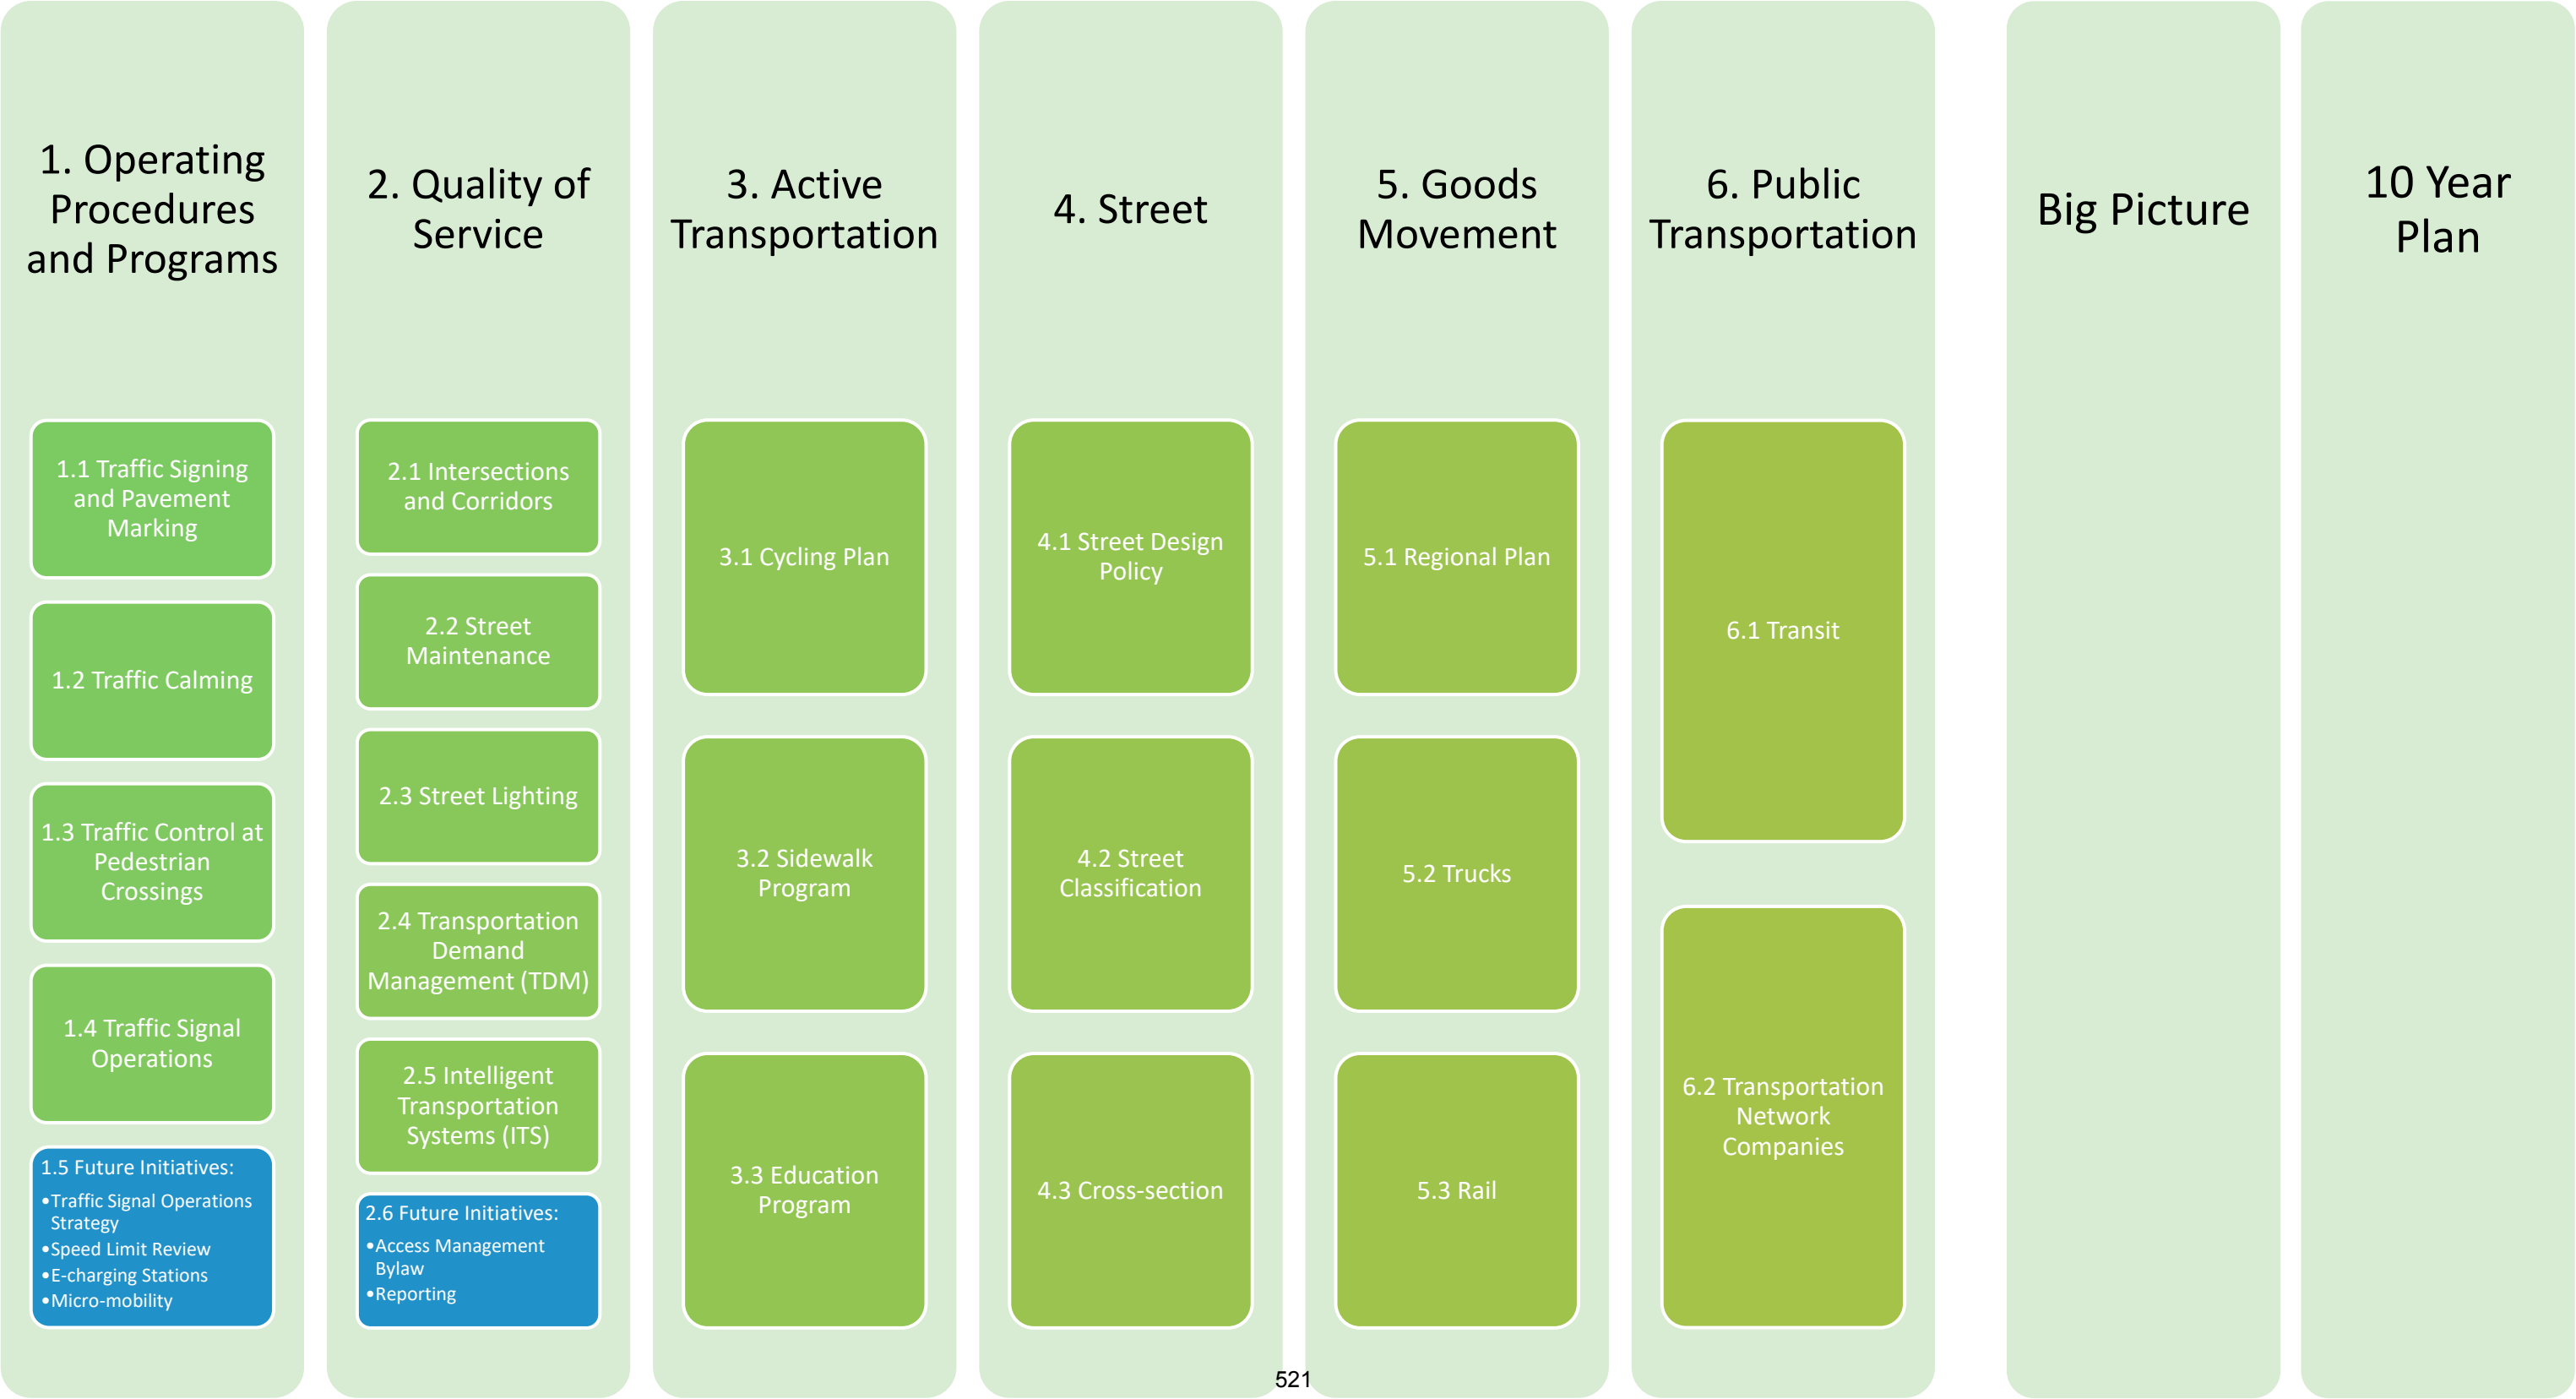 1. Operating
Procedures
and Programs
1.1 Traffic Signing
and Pavement
Marking
1.2 Traffic Calming
1.3 Traffic Control at
Pedestrian
Crossings
1.4 Traffic Signal
Operations
1.5 Future Initiatives:
•Traffic Signal Operations
Strategy
•Speed Limit Review
•E-charging Stations
•Micro-mobility
2. Quality of
Service
2.1 Intersections
and Corridors
2.2 Street
Maintenance
2.3 Street Lighting
2.4 Transportation
Demand
Management (TDM)
2.5 Intelligent
Transportation
Systems (ITS)
2.6 Future Initiatives:
•Access Management
Bylaw
•Reporting
3. Active
Transportation
3.1 Cycling Plan
3.2 Sidewalk
Program
3.3 Education
Program
4. Street
4.1 Street Design
Policy
4.2 Street
Classification
4.3 Cross-section
5. Goods
Movement
5.1 Regional Plan
5.2 Trucks
5.3 Rail
6. Public
Transportation
6.1 Transit
6.2 Transportation
Network
Companies
Big Picture
10 Year
Plan
521